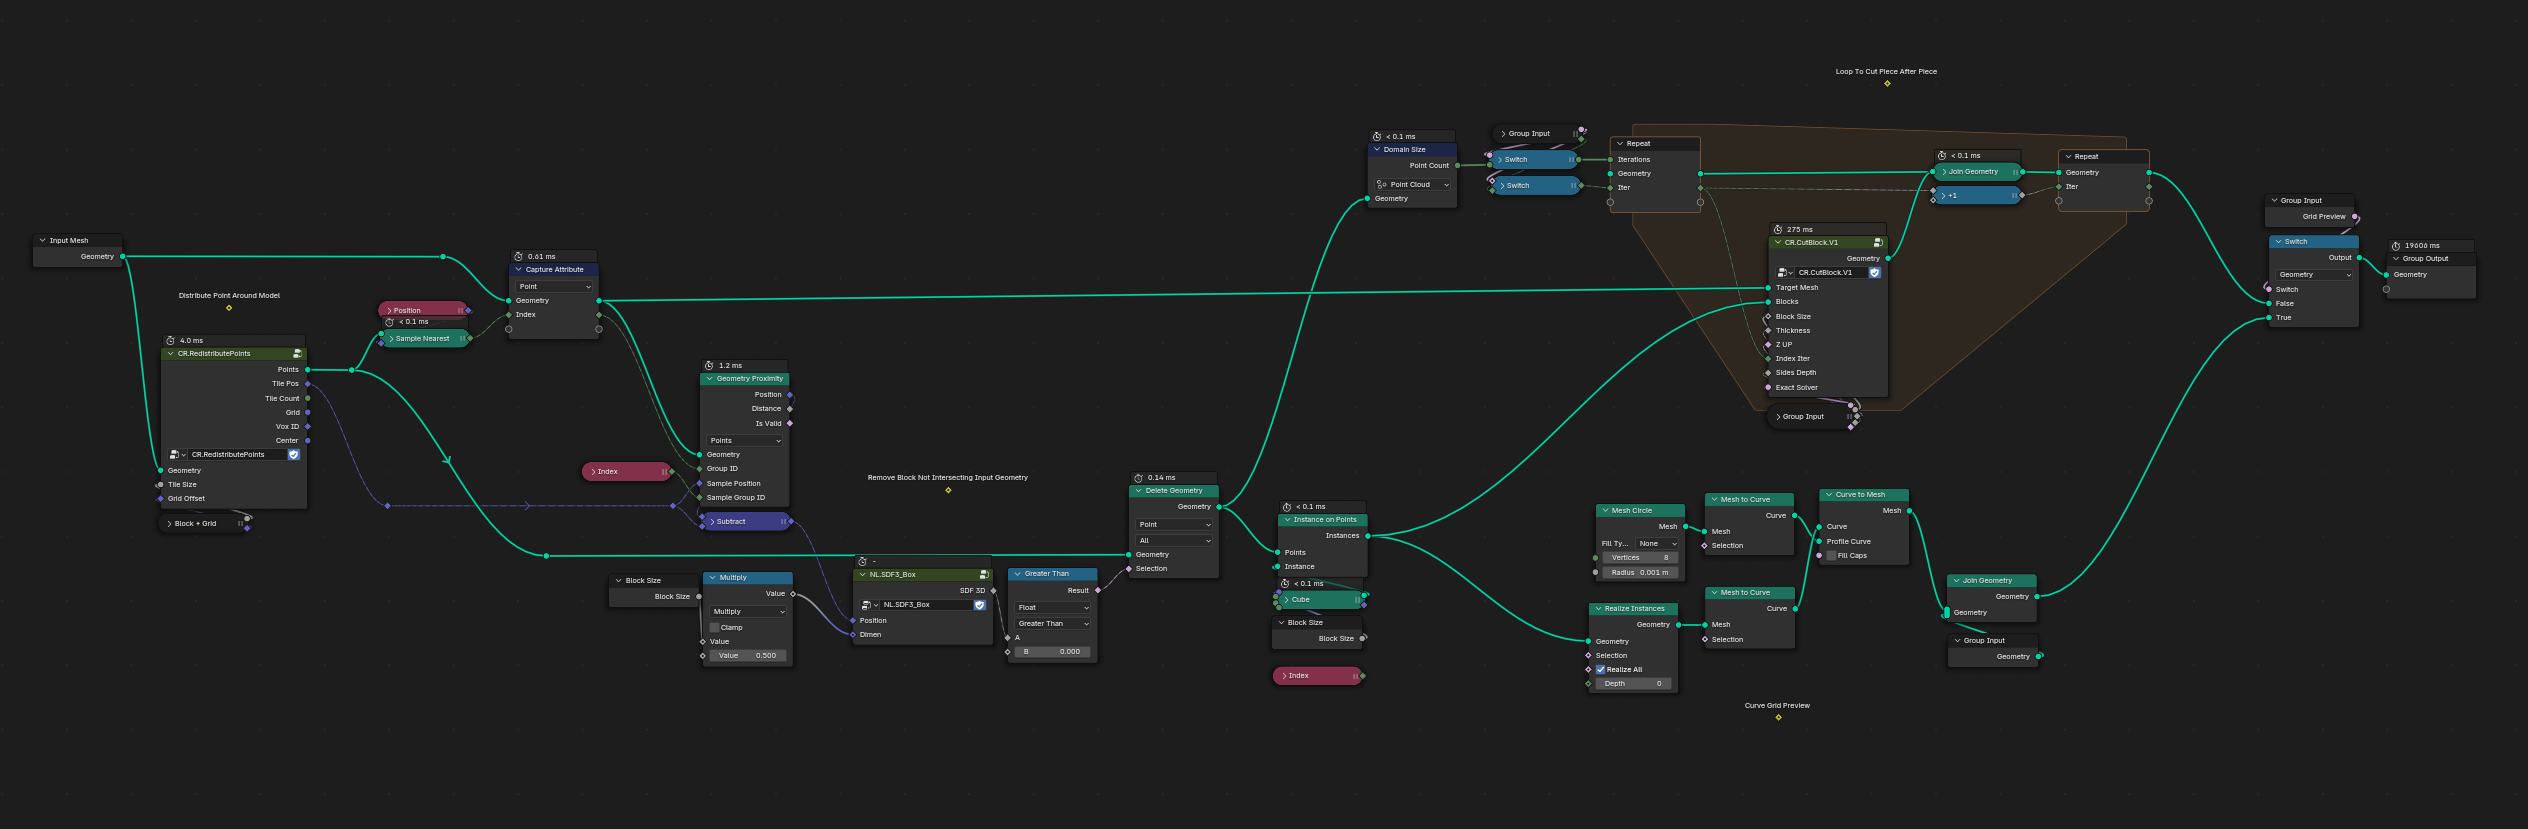 Loop To Cut Piece After Piece
< 0.1 ms
Domain Size
Point Count
Point Cloud
Geometry
Group Input
Switch
Switch
Repeat
Iterations
Geometry
Iter
< 0.1 ms
Join Geometry
+1
Repeat
Geometry
Iter
275 ms
CR.CutBlock.V1
Geometry
CR.CutBlock.V1
Target Mesh
Blocks
Block Size
Thickness
Z UP
Index Iter
Sides Depth
Exact Solver
Group Input
Group Input
Grid Preview
Switch
Output
Geometry
Switch
False
True
19606 ms
Group Output
Geometry
Input Mesh
Geometry
Distribute Point Around Model
4.0 ms
CR.RedistributePoints
Points
Tile Pos
Tile Count
Grid
Vox ID
Center
CR.RedistributePoints
Geometry
Tile Size
Grid Offset
Block + Grid
Position
< 0.1 ms
Sample Nearest
0.61 ms
Capture Attribute
Point
Geometry
Index
1.2 ms
Geometry Proximity
Position
Distance
Is Valid
Points
Geometry
Group ID
Sample Position
Sample Group ID
Index
Subtract
Remove Block Not Intersecting Input Geometry
Block Size
Block Size
Multiply
Value
Multiply
Clamp
Value
Value 0.500
-
NL.SDF3_Box
SDF 3D
NL.SDF3_Box
Position
Dimen
Greater Than
Result
Float
Greater Than
A
B 0.000
0.14 ms
Delete Geometry
Geometry
Point
All
Geometry
Selection
< 0.1 ms
Instance on Points
Instances
Points
Instance
< 0.1 ms
Cube
Block Size
Block Size
Index
Mesh Circle
Mesh
Fill Ty... None
Vertices 8
Radius 0.001 m
Mesh to Curve
Curve
Mesh
Selection
Curve to Mesh
Mesh
Curve
Profile Curve
Fill Caps
Realize Instances
Geometry
Geometry
Selection
Realize All
Depth 0
Mesh to Curve
Curve
Mesh
Selection
Join Geometry
Geometry
Geometry
Group Input
Geometry
Curve Grid Preview